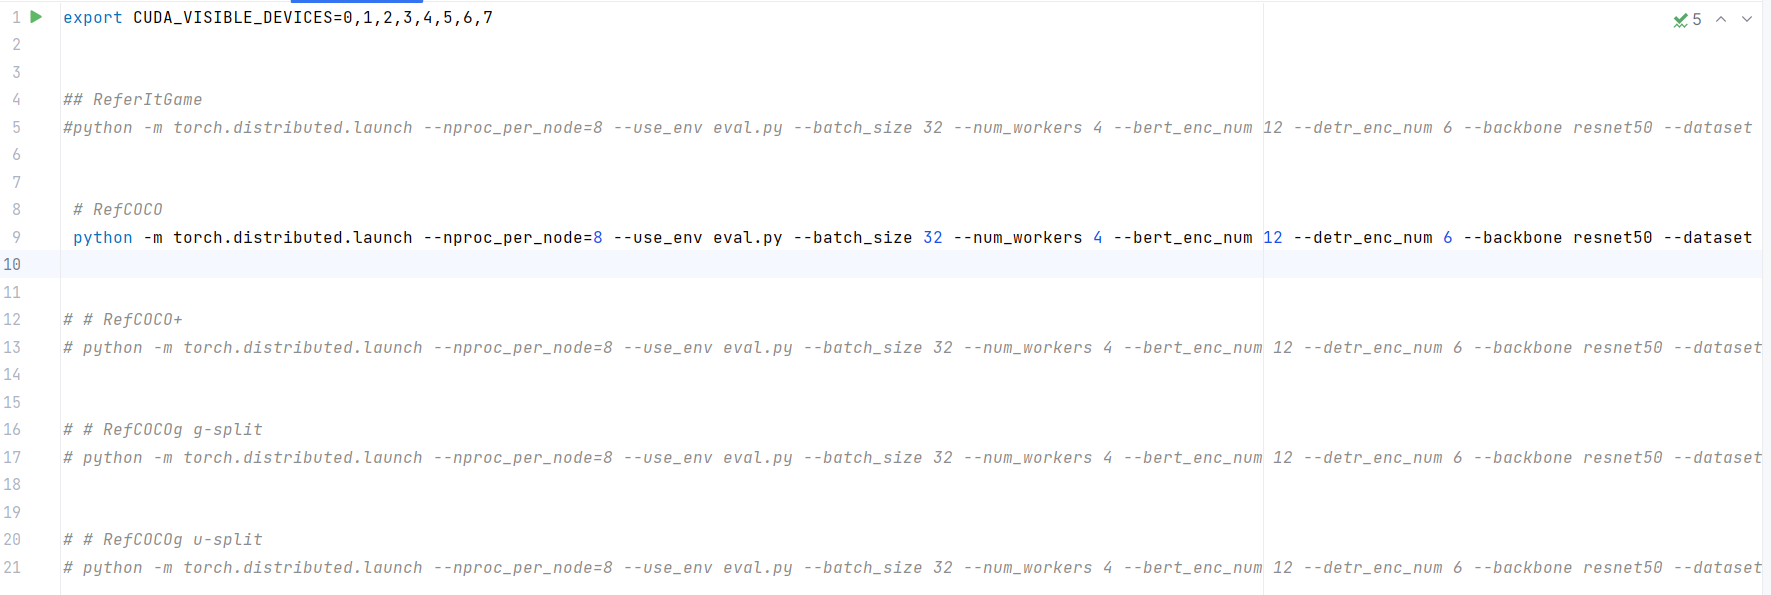 1 export CUDA_VISIBLE_DEVICES=0,1,2,3,4,5,6,7
5
2
3
4 ## ReferItGame
5 #python -m torch.distributed.launch --nproc_per_node=8 --use_env eval.py --batch_size 32 --num_workers 4 --bert_enc_num 12 --detr_enc_num 6 --backbone resnet50 --dataset
6
7
8 # RefCOCO
9 python -m torch.distributed.launch --nproc_per_node=8 --use_env eval.py --batch_size 32 --num_workers 4 --bert_enc_num 12 --detr_enc_num 6 --backbone resnet50 --dataset
10
11
12 # # RefCOCO+
13 # python -m torch.distributed.launch --nproc_per_node=8 --use_env eval.py --batch_size 32 --num_workers 4 --bert_enc_num 12 --detr_enc_num 6 --backbone resnet50 --dataset
14
15
16 # # RefCOCOg g-split
17 # python -m torch.distributed.launch --nproc_per_node=8 --use_env eval.py --batch_size 32 --num_workers 4 --bert_enc_num 12 --detr_enc_num 6 --backbone resnet50 --dataset
18
19
20 # # RefCOCOg u-split
21 # python -m torch.distributed.launch --nproc_per_node=8 --use_env eval.py --batch_size 32 --num_workers 4 --bert_enc_num 12 --detr_enc_num 6 --backbone resnet50 --dataset